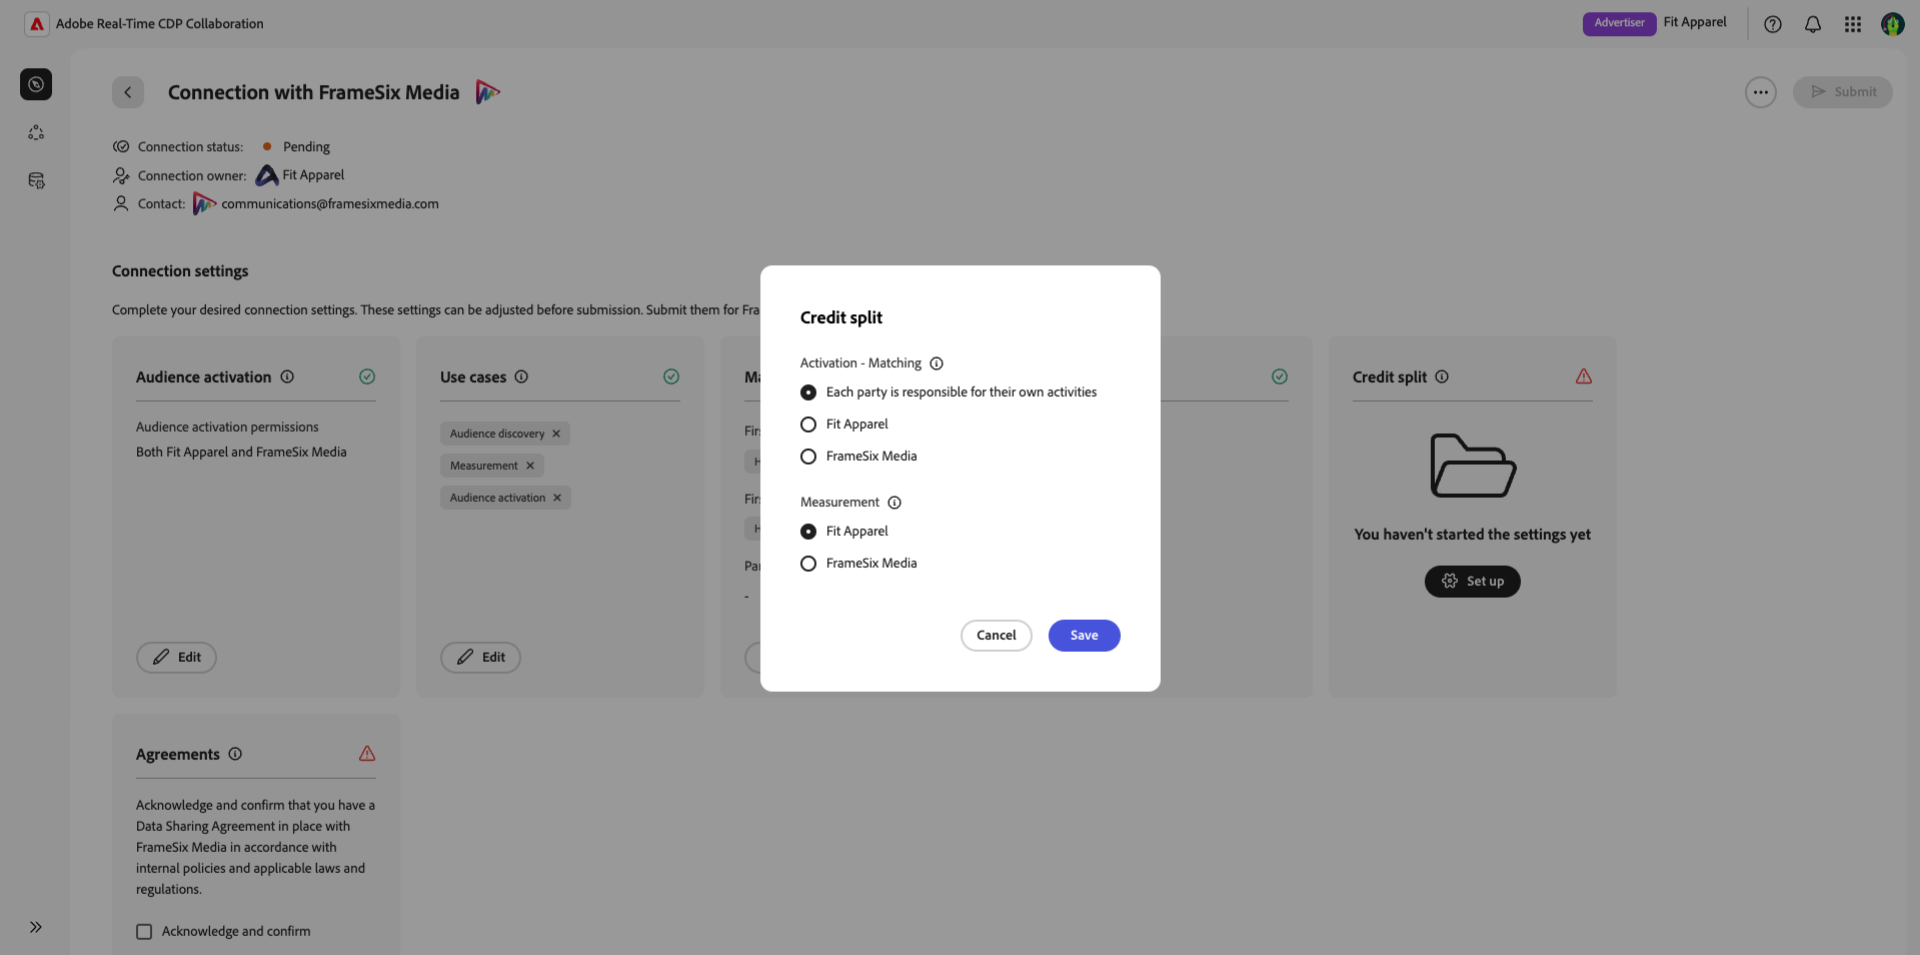 Adobe Real-Time CDP Collaboration
Advertiser Fit Apparel
Connection with FrameSix Media
Submit
Connection status: Pending
Connection owner: Fit Apparel
Contact: communications@framesixmedia.com
Connection settings
Complete your desired connection settings. These settings can be adjusted before submission. Submit them for Fra
Audience activation
Audience activation permissions
Both Fit Apparel and FrameSix Media
Edit
Use cases
Audience discovery
Measurement
Audience activation
Edit
Ma
Firs
H
Firs
H
Par
-
Credit split
Activation - Matching
Each party is responsible for their own activities
Fit Apparel
FrameSix Media
Measurement
Fit Apparel
FrameSix Media
Cancel
Save
Credit split
You haven't started the settings yet
Set up
Agreements
Acknowledge and confirm that you have a
Data Sharing Agreement in place with
FrameSix Media in accordance with
internal policies and applicable laws and
regulations.
Acknowledge and confirm